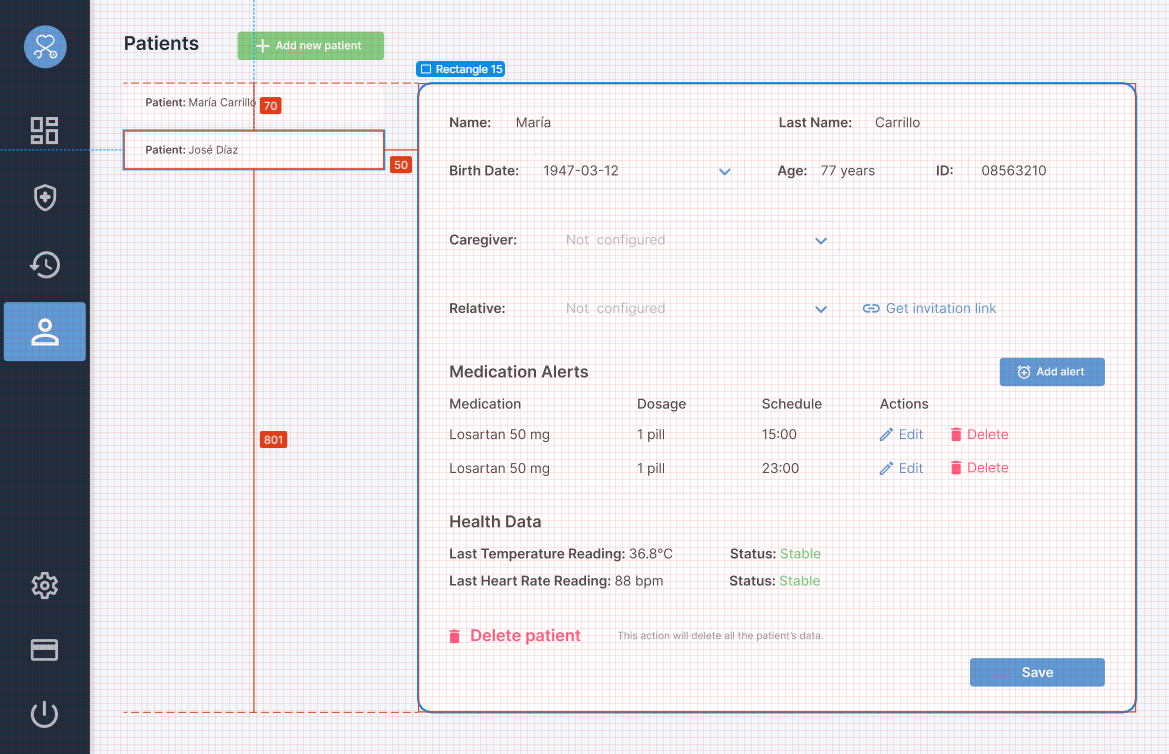 Patients
Add new patient
Rectangle 15
Patient: María Carrillo
70
Patient: José Díaz
50
801
Name: María Last Name: Carrillo
Birth Date: 1947-03-12 Age: 77 years ID: 08563210
Caregiver: Not configured
Relative: Not configured Get invitation link
Medication Alerts Add alert
Medication Dosage Schedule Actions
Losartan 50 mg 1 pill 15:00 Edit Delete
Losartan 50 mg 1 pill 23:00 Edit Delete
Health Data
Last Temperature Reading: 36.8°C Status: Stable
Last Heart Rate Reading: 88 bpm Status: Stable
Delete patient This action will delete all the patient's data.
Save